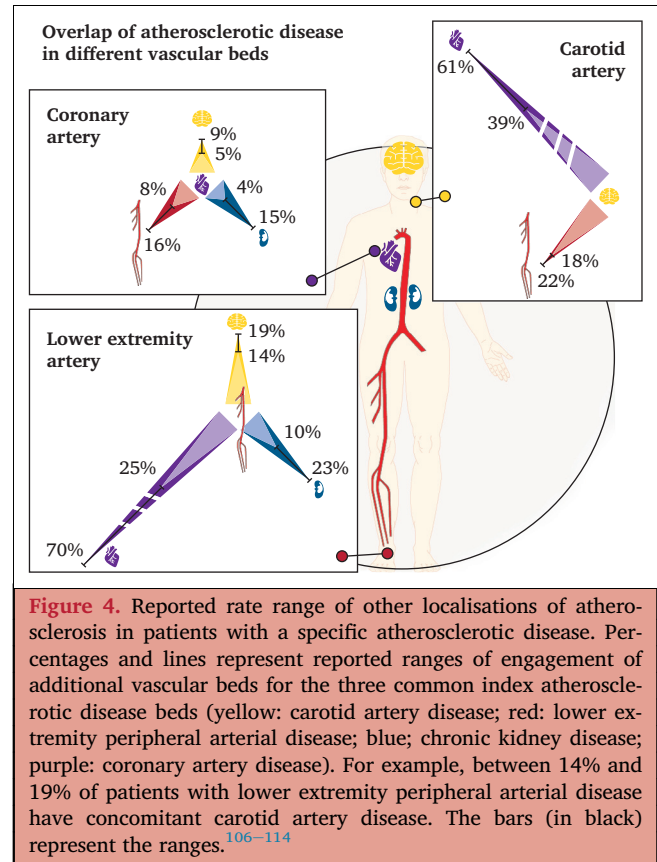 Overlap of atherosclerotic disease
in different vascular beds
Carotid
artery
61%
39%
18%
22%
Coronary
artery
9%
5%
8%
4%
16%
15%
Lower extremity
artery
19%
14%
10%
25%
23%
70%
Figure 4. Reported rate range of other localisations of athero-
sclerosis in patients with a specific atherosclerotic disease. Per-
centages and lines represent reported ranges of engagement of
additional vascular beds for the three common index atheroscle-
rotic disease beds (yellow: carotid artery disease; red: lower ex-
tremity peripheral arterial disease; blue; chronic kidney disease;
purple: coronary artery disease). For example, between 14% and
19% of patients with lower extremity peripheral arterial disease
have concomitant carotid artery disease. The bars (in black)
represent the ranges.106–114